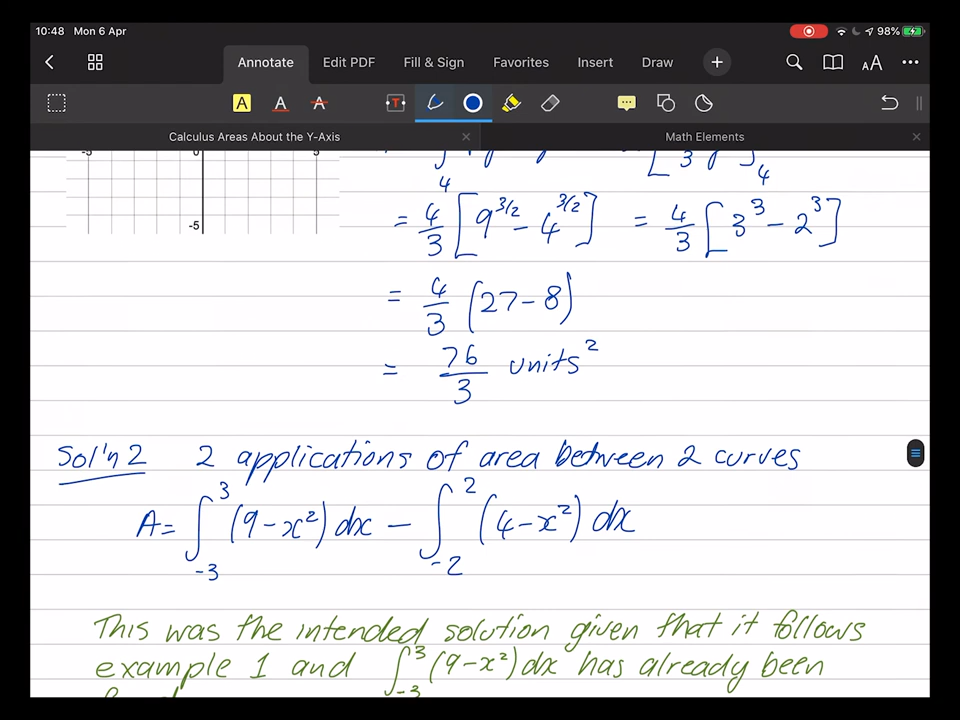 10:48 Mon 6 Apr 98%
Annotate Edit PDF Fill & Sign Favorites Insert Draw +
A A A T AA
Calculus Areas About the Y-Axis × Math Elements ×
-5 0 5
4 3 4
-5
= 4/3 [9^{3/2} - 4^{3/2}] = 4/3 [3^3 - 2^3]
= 4/3 (27 - 8)
= 76/3 units²
Sol'n 2 2 applications of area between 2 curves
A = ∫_{-3}^{3} (9 - x²) dx - ∫_{-2}^{2} (4 - x²) dx
This was the intended solution given that it follows
example 1 and ∫_{-3}^{3} (9 - x²) dx has already been